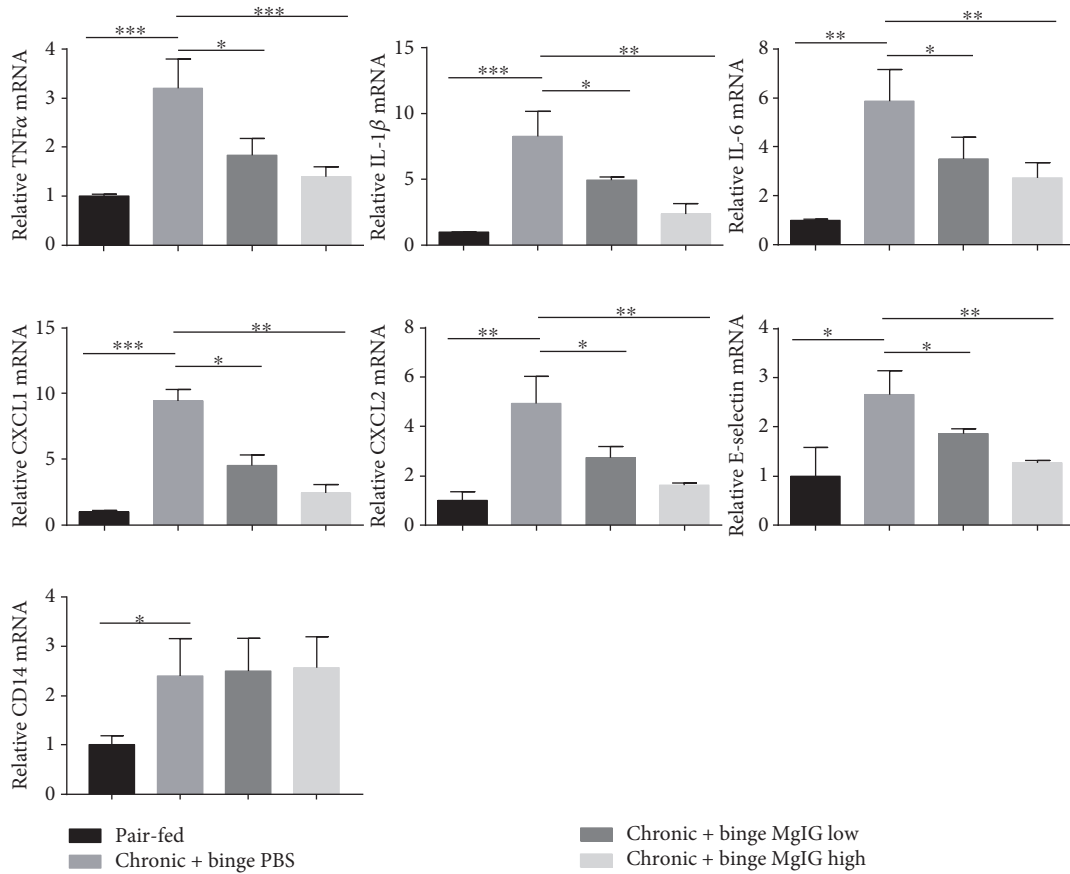 *** *** *
Relative TNFα mRNA
4
3
2
1
0
*** ** *
Relative IL-1β mRNA
15
10
5
0
** ** *
Relative IL-6 mRNA
8
6
4
2
0
*** ** *
Relative CXCL1 mRNA
15
10
5
0
** ** *
Relative CXCL2 mRNA
8
6
4
2
0
* ** *
Relative E-selectin mRNA
4
3
2
1
0
*
Relative CD14 mRNA
4
3
2
1
0
Pair-fed
Chronic + binge PBS
Chronic + binge MgIG low
Chronic + binge MgIG high